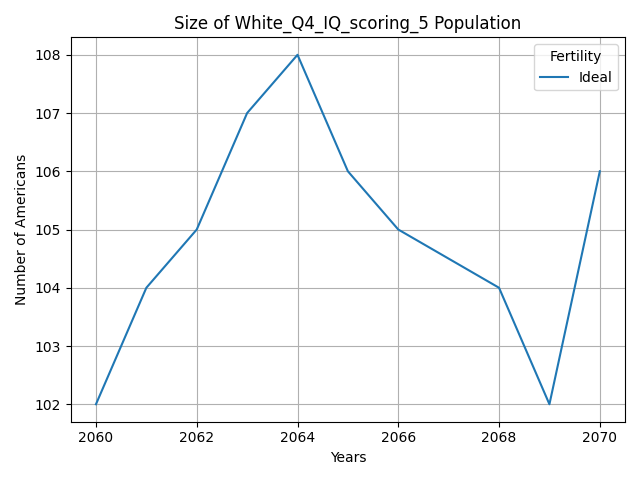 Size of White_Q4_IQ_scoring_5 Population
Number of Americans
108
107
106
105
104
103
102
Fertility
Ideal
2060
2062
2064
2066
2068
2070
Years